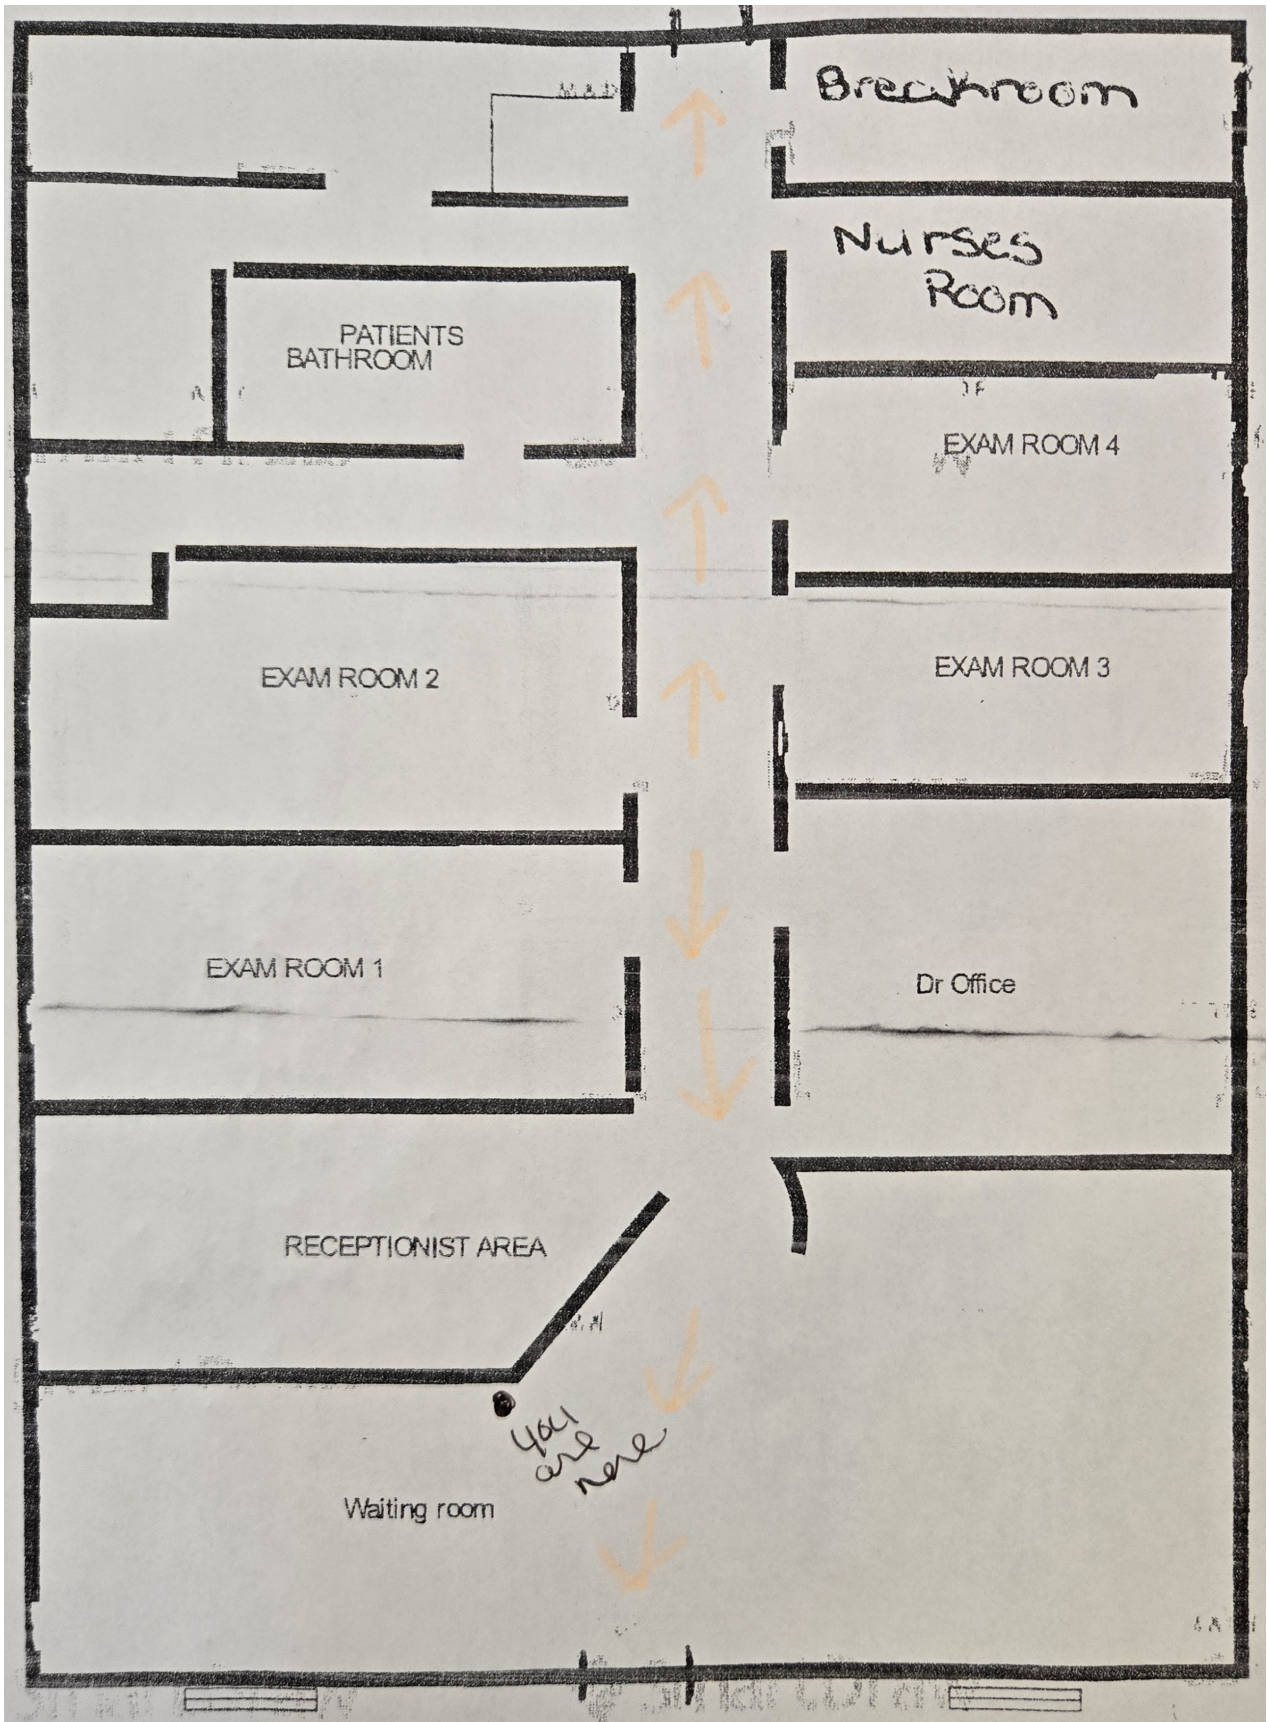 Breakroom
Nurses
Room
PATIENTS
BATHROOM
EXAM ROOM 4
EXAM ROOM 2
EXAM ROOM 3
EXAM ROOM 1
Dr Office
RECEPTIONIST AREA
you
are
here
Waiting room